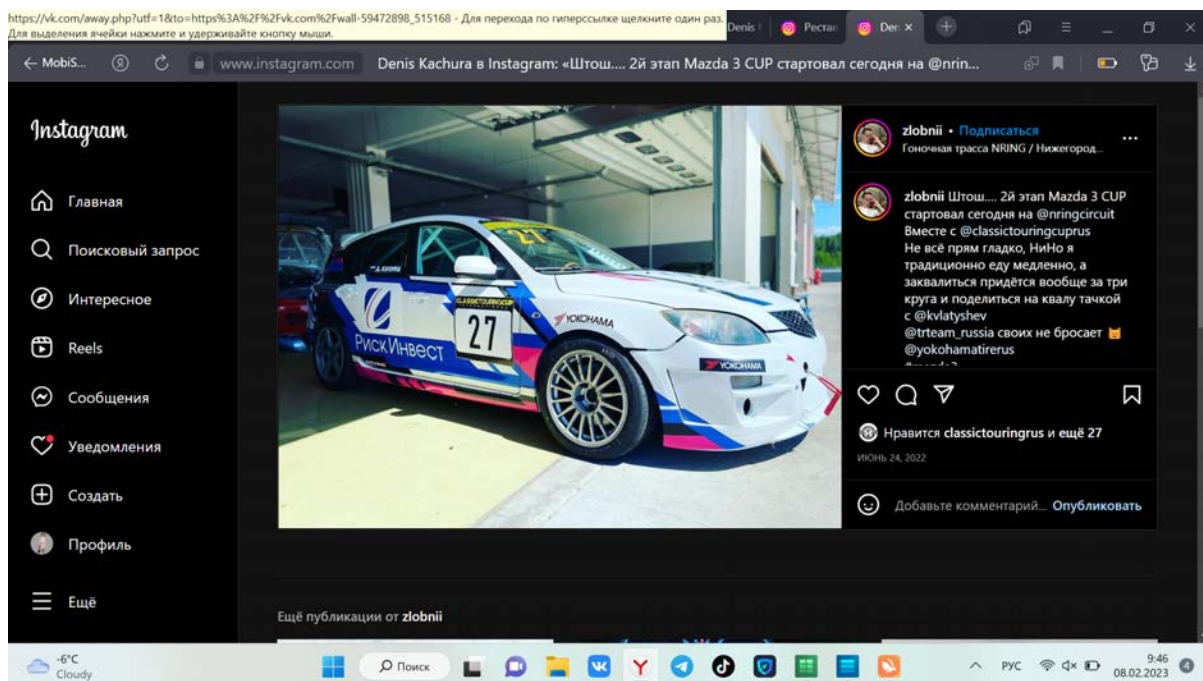 https://vk.com/away.php?utf=1&to=https%3A%2F%2Fvk.com%2Fwall-59472898_515168 - Для перехода по гиперссылке щелкните один раз.
Для выделения ячейки нажмите и удерживайте кнопку мыши.
Denis
Рестан
Den
MobiS...
www.instagram.com
Denis Kachura в Instagram: «Штош.... 2й этап Mazda 3 CUP стартовал сегодня на @nrin...
Instagram
Главная
Поисковый запрос
Интересное
Reels
Сообщения
Уведомления
Создать
Профиль
Ещё
27
CLASSICTOURINGCUP
27
YOKOHAMA
YOKOHAMA
РискИнвест
zlobnii • Подписаться
Гоночная трасса NRING / Нижегород...
zlobnii Штош.... 2й этап Mazda 3 CUP
стартовал сегодня на @nringcircuit
Вместе с @classictouringcuprus
Не всё прям гладко, НиНо я
традиционно еду медленно, а
заквалиться придётся вообще за три
круга и поделиться на квалу тачкой
с @kvlatyshev
@trteam_russia своих не бросает
@yokohamatirerus
Нравится classictouringrus и ещё 27
ИЮНЬ 24, 2022
Добавьте комментарий... Опубликовать
Ещё публикации от zlobnii
-6°C
Cloudy
Поиск
РУС
9:46
08.02.2023
4